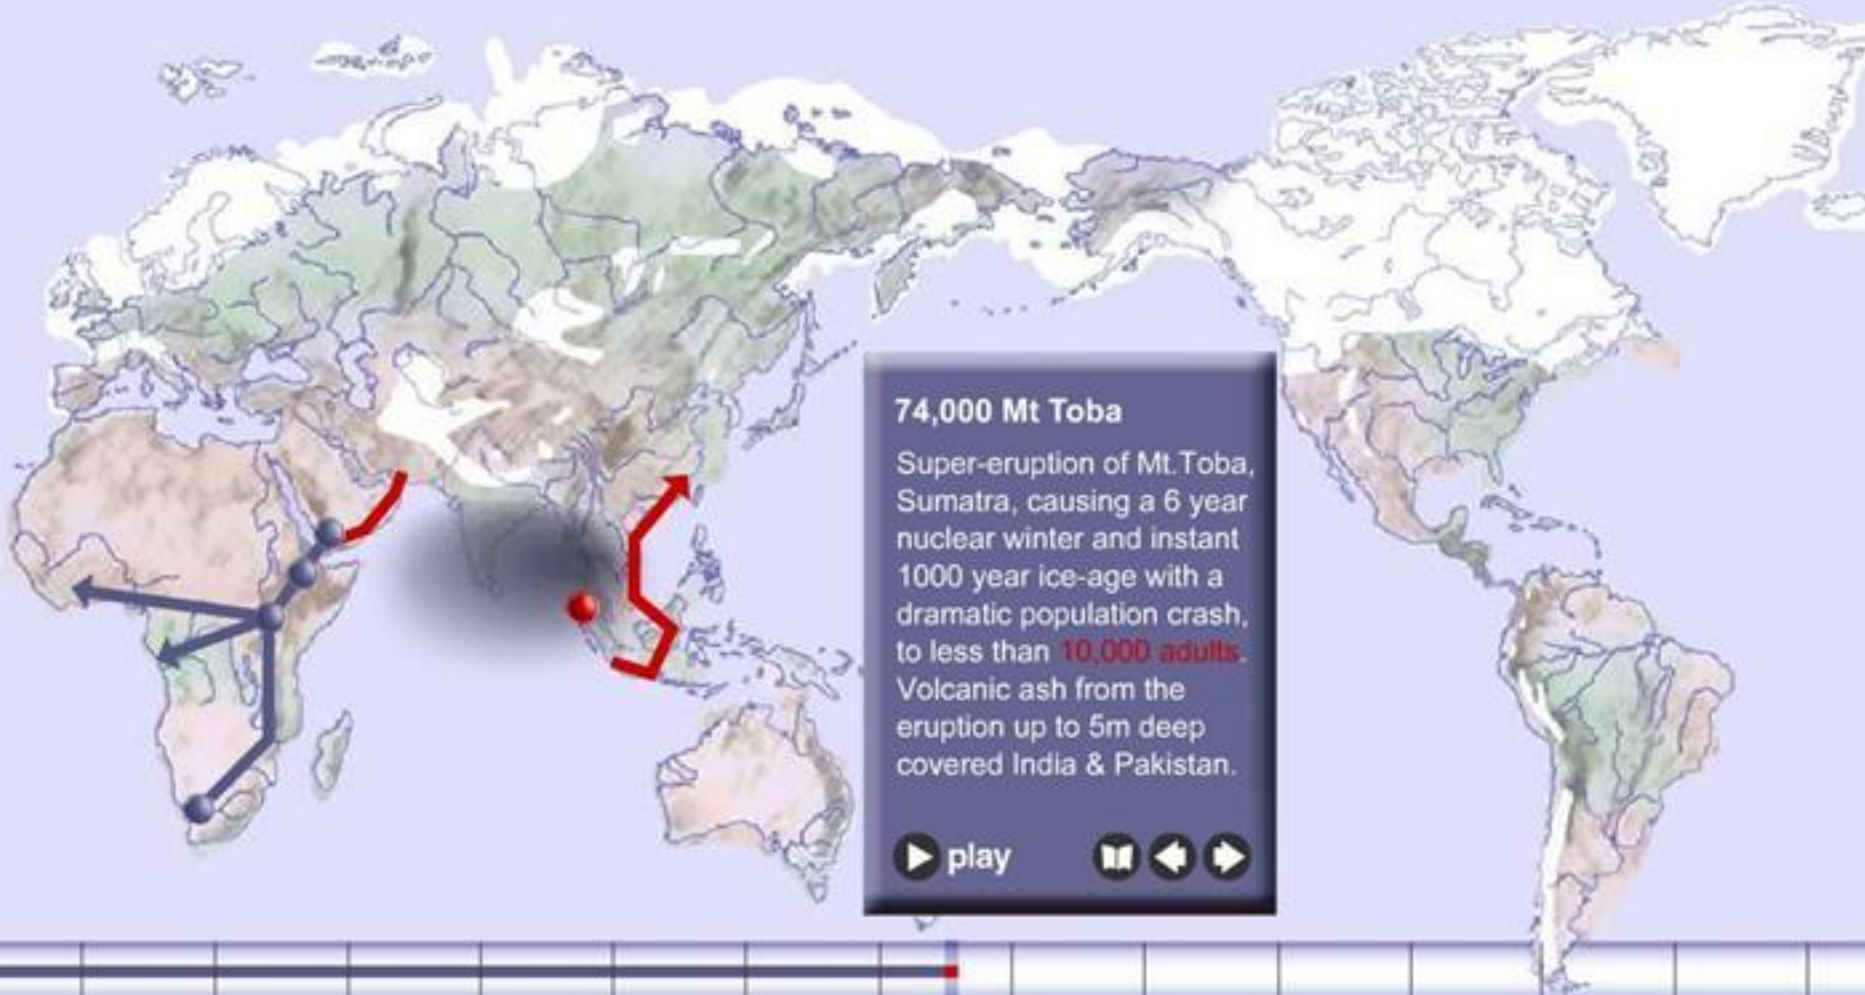 74,000 Mt Toba
Super-eruption of Mt.Toba,
Sumatra, causing a 6 year
nuclear winter and instant
1000 year ice-age with a
dramatic population crash,
to less than 10,000 adults.
Volcanic ash from the
eruption up to 5m deep
covered India & Pakistan.
play